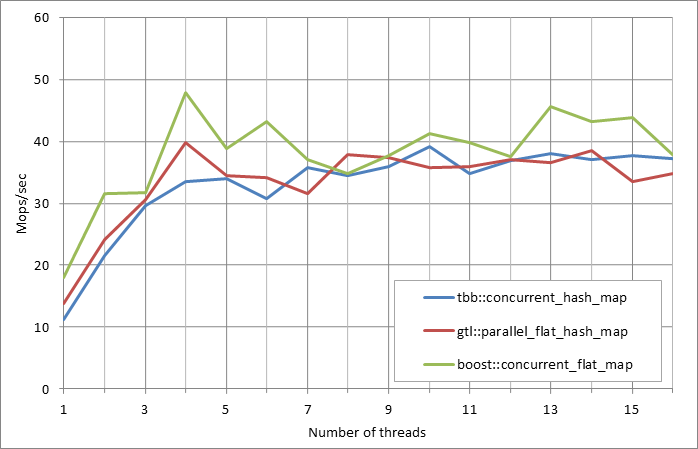 60
50
40
30
20
10
0
Mops/sec
tbb::concurrent_hash_map
gtl::parallel_flat_hash_map
boost::concurrent_flat_map
1 3 5 7 9 11 13 15
Number of threads